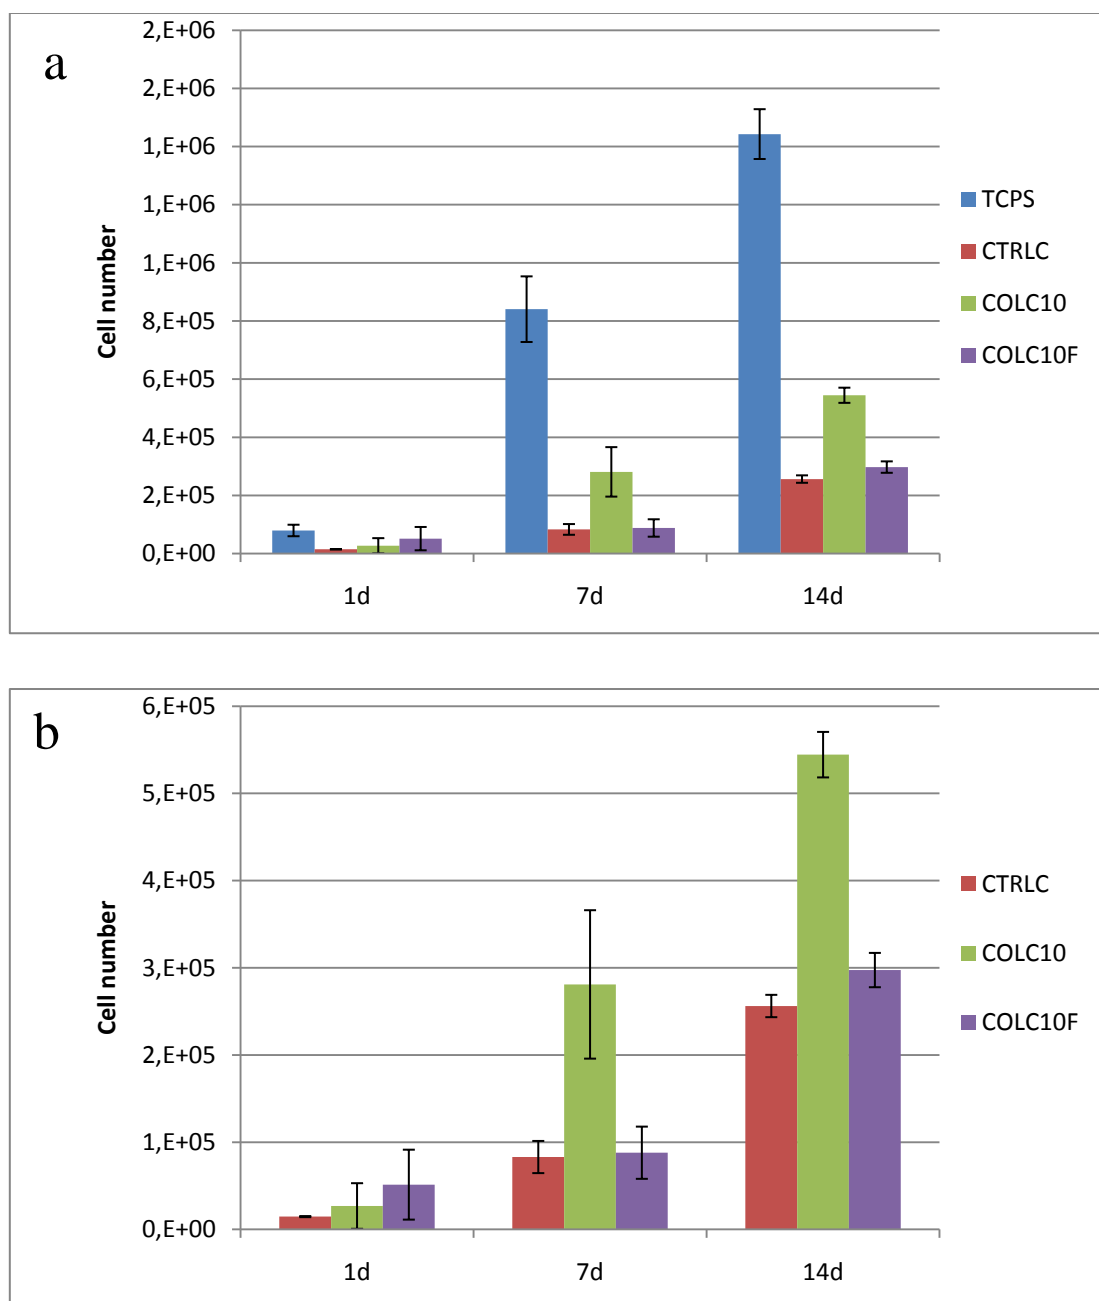 a
2,E+06
2,E+06
1,E+06
1,E+06
1,E+06
8,E+05
6,E+05
4,E+05
2,E+05
0,E+00
Cell number
1d
7d
14d
TCPS
CTRLC
COLC10
COLC10F
b
6,E+05
5,E+05
4,E+05
3,E+05
2,E+05
1,E+05
0,E+00
Cell number
1d
7d
14d
CTRLC
COLC10
COLC10F